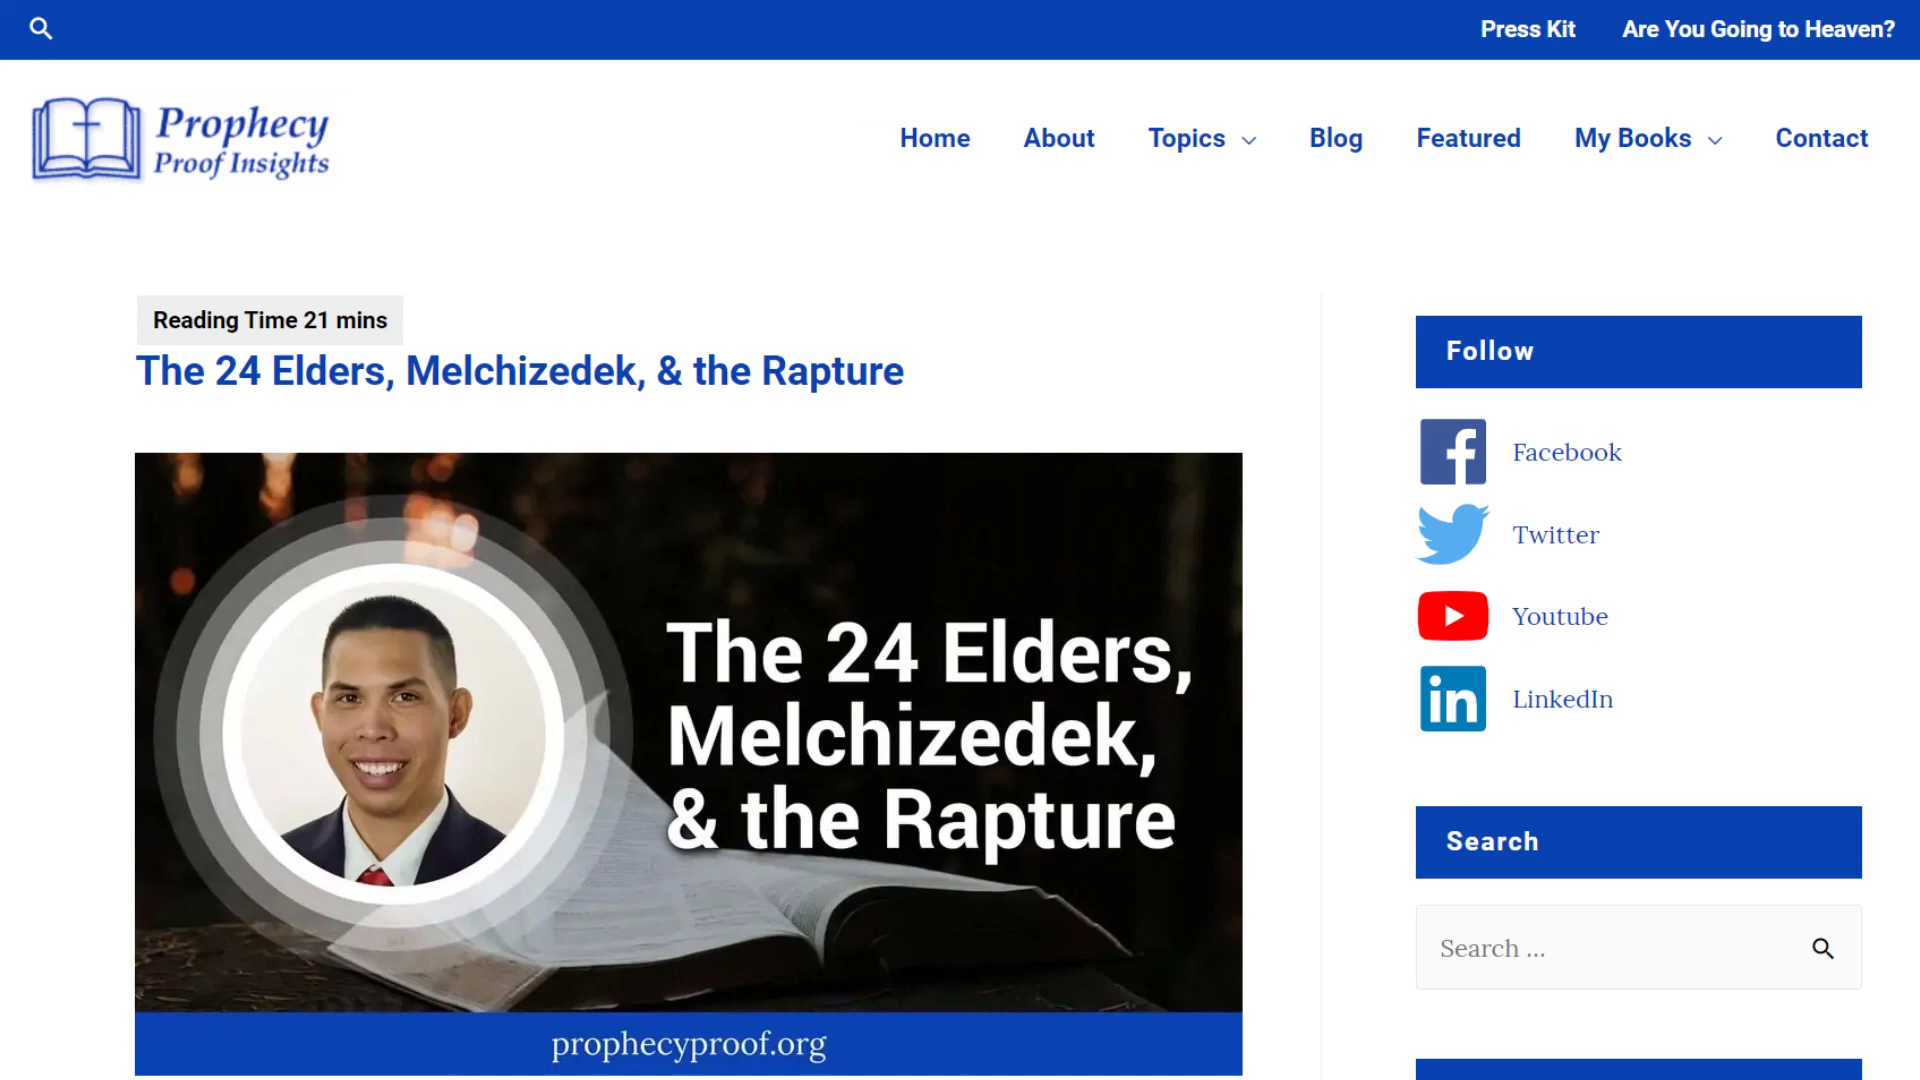 Press Kit
Are You Going to Heaven?
Prophecy
Proof Insights
Home
About
Topics
Blog
Featured
My Books
Contact
Reading Time 21 mins
The 24 Elders, Melchizedek, & the Rapture
The 24 Elders,
Melchizedek,
& the Rapture
prophecyproof.org
Follow
Facebook
Twitter
Youtube
LinkedIn
Search
Search ...